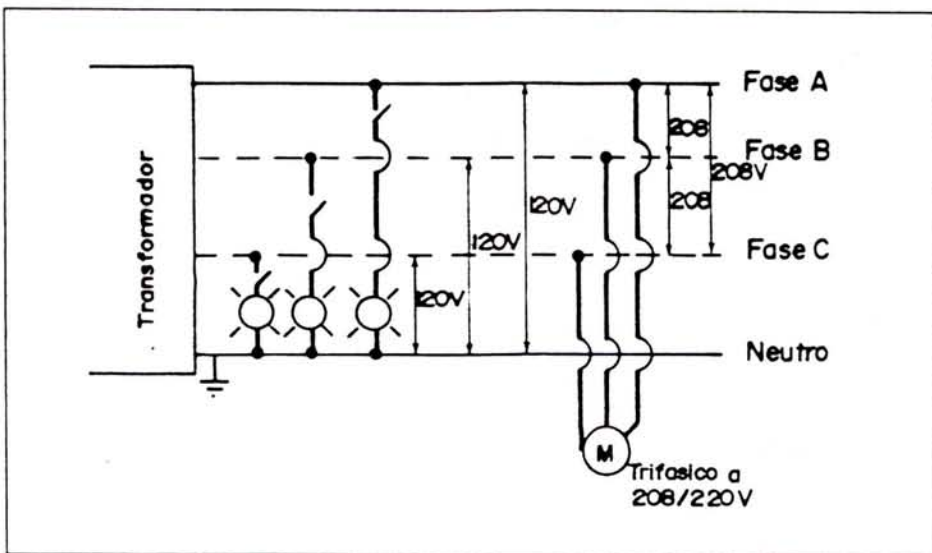 Fase A
208
Fase B
208V
120V
208
120V
Fase C
120V
Transformador
Neutro
M
Trifasico a
208/220V